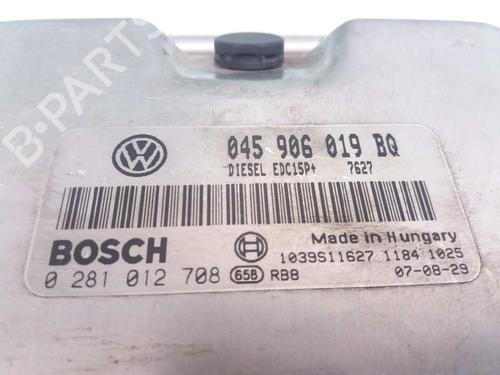 045 906 019 BQ
DIESEL EDC15P+ 7627
BOSCH
Made in Hungary
0 281 012 708 65B RB8
1039S11627 1184 1025
07-08-29
B-PARTS